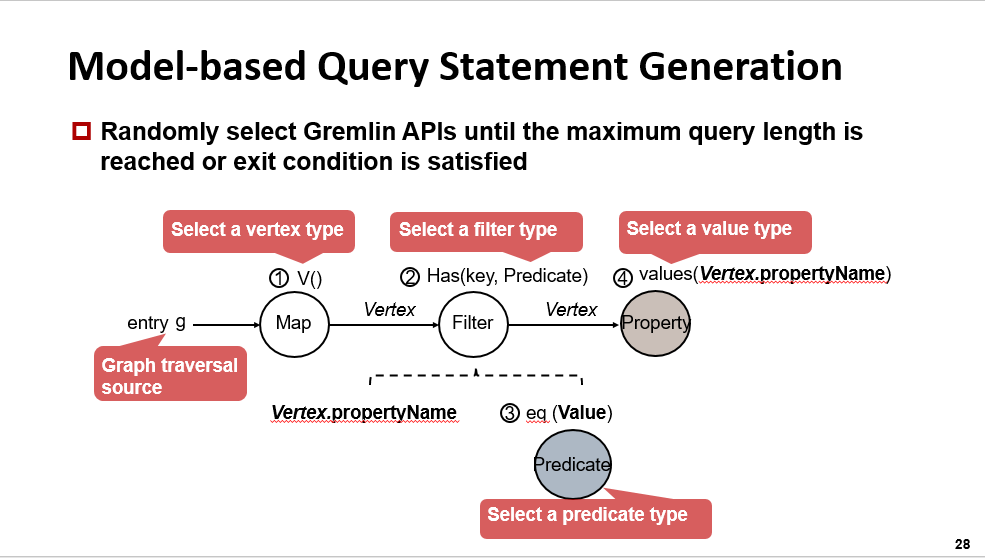 Model-based Query Statement Generation
Randomly select Gremlin APIs until the maximum query length is
reached or exit condition is satisfied
Select a vertex type
Select a filter type
Select a value type
① V()
② Has(key, Predicate)
④ values(Vertex.propertyName)
entry g
Map
Vertex
Filter
Vertex
Property
Graph traversal
source
Vertex.propertyName
③ eq (Value)
Predicate
Select a predicate type
28